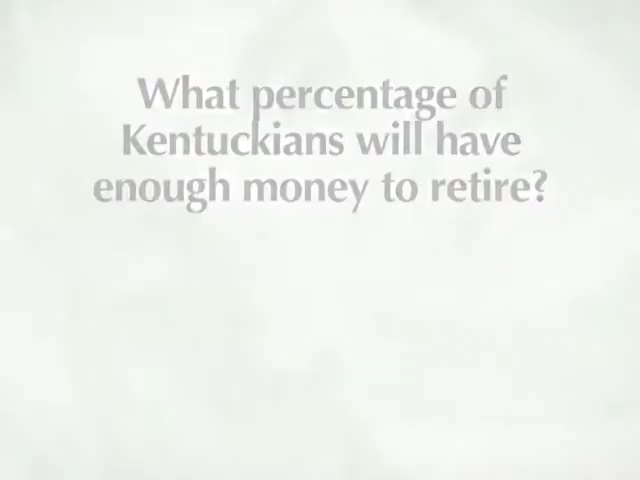 What percentage of
Kentuckians will have
enough money to retire?